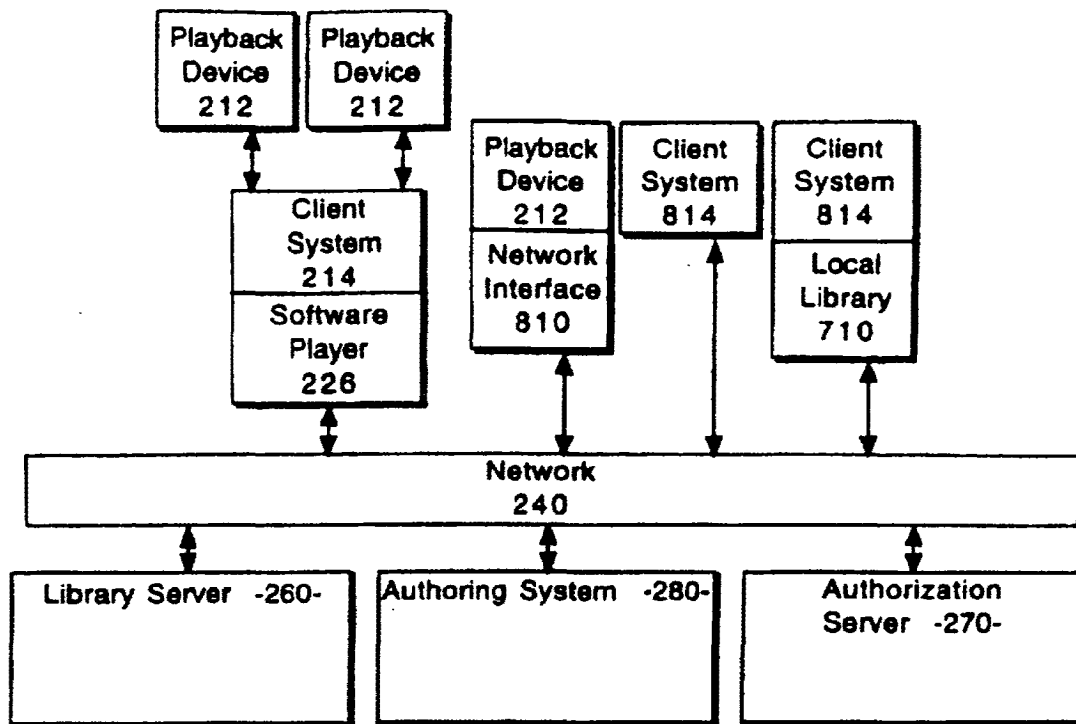 Playback
Device
212
Playback
Device
212
Client
System
214
Software
Player
226
Playback
Device
212
Network
Interface
810
Client
System
814
Client
System
814
Local
Library
710
Network
240
Library Server -260-
Authoring System -280-
Authorization
Server -270-